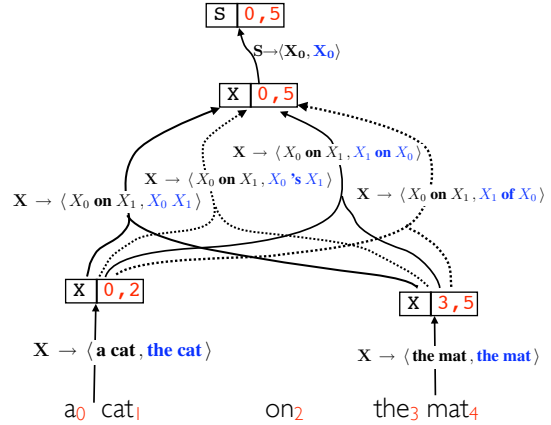 S 0,5
S→⟨X₀, X₀⟩
X 0,5
X → ⟨ X₀ on X₁ , X₁ on X₀ ⟩
X → ⟨ X₀ on X₁ , X₀ 's X₁ ⟩
X → ⟨ X₀ on X₁ , X₀ X₁ ⟩
X → ⟨ X₀ on X₁ , X₁ of X₀ ⟩
X 0,2
X 3,5
X → ⟨ a cat , the cat ⟩
X → ⟨ the mat , the mat ⟩
a₀ cat₁ on₂ the₃ mat₄